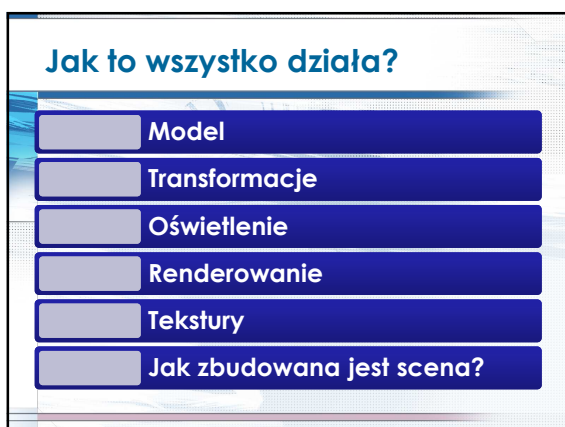 Jak to wszystko działa?
Model
Transformacje
Oświetlenie
Renderowanie
Tekstury
Jak zbudowana jest scena?